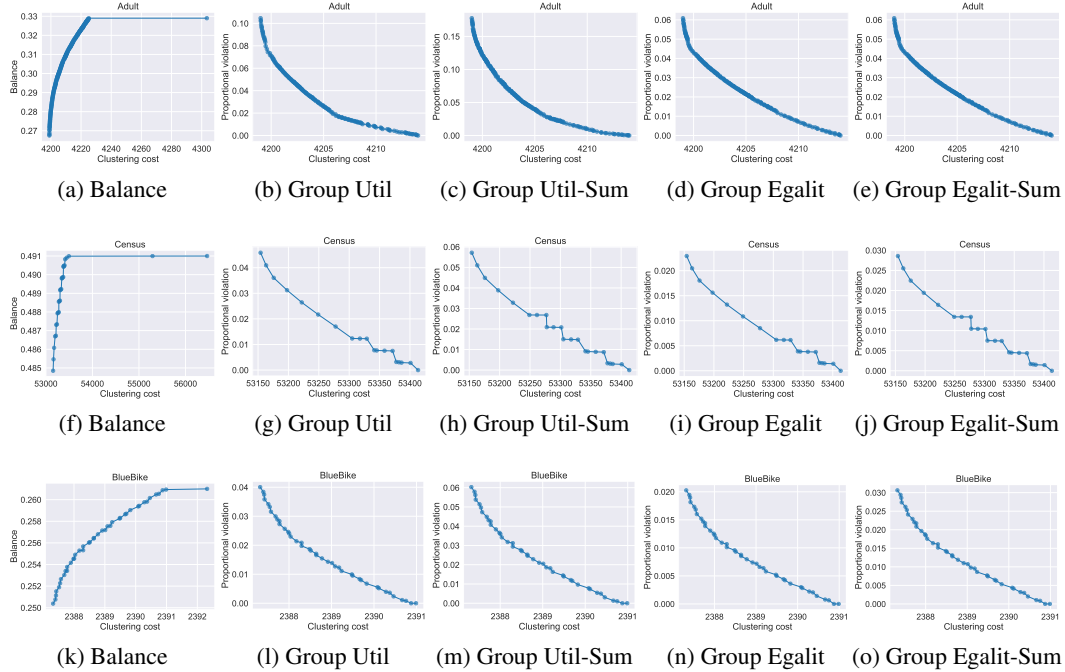 Adult Adult Adult Adult Adult
0.33 0.32 0.31 0.30 0.29 0.28 0.27
Balance
4200 4220 4240 4260 4280 4300
Clustering cost
0.10 0.08 0.06 0.04 0.02 0.00
Proportional violation
4200 4205 4210
Clustering cost
0.15 0.10 0.05 0.00
Proportional violation
4200 4205 4210
Clustering cost
0.06 0.05 0.04 0.03 0.02 0.01 0.00
Proportional violation
4200 4205 4210
Clustering cost
0.06 0.05 0.04 0.03 0.02 0.01 0.00
Proportional violation
4200 4205 4210
Clustering cost
(a) Balance (b) Group Util (c) Group Util-Sum (d) Group Egalit (e) Group Egalit-Sum
Census Census Census Census Census
0.491 0.490 0.489 0.488 0.487 0.486 0.485
Balance
53000 54000 55000 56000
Clustering cost
0.04 0.03 0.02 0.01 0.00
Proportional violation
53150 53200 53250 53300 53350 53400
Clustering cost
0.06 0.05 0.04 0.03 0.02 0.01 0.00
Proportional violation
53150 53200 53250 53300 53350 53400
Clustering cost
0.020 0.015 0.010 0.005 0.000
Proportional violation
53150 53200 53250 53300 53350 53400
Clustering cost
0.030 0.025 0.020 0.015 0.010 0.005 0.000
Proportional violation
53150 53200 53250 53300 53350 53400
Clustering cost
(f) Balance (g) Group Util (h) Group Util-Sum (i) Group Egalit (j) Group Egalit-Sum
BlueBike BlueBike BlueBike BlueBike BlueBike
0.260 0.258 0.256 0.254 0.252 0.250
Balance
2388 2389 2390 2391 2392
Clustering cost
0.04 0.03 0.02 0.01 0.00
Proportional violation
2388 2389 2390 2391
Clustering cost
0.06 0.05 0.04 0.03 0.02 0.01 0.00
Proportional violation
2388 2389 2390 2391
Clustering cost
0.020 0.015 0.010 0.005 0.000
Proportional violation
2388 2389 2390 2391
Clustering cost
0.030 0.025 0.020 0.015 0.010 0.005 0.000
Proportional violation
2388 2389 2390 2391
Clustering cost
(k) Balance (l) Group Util (m) Group Util-Sum (n) Group Egalit (o) Group Egalit-Sum